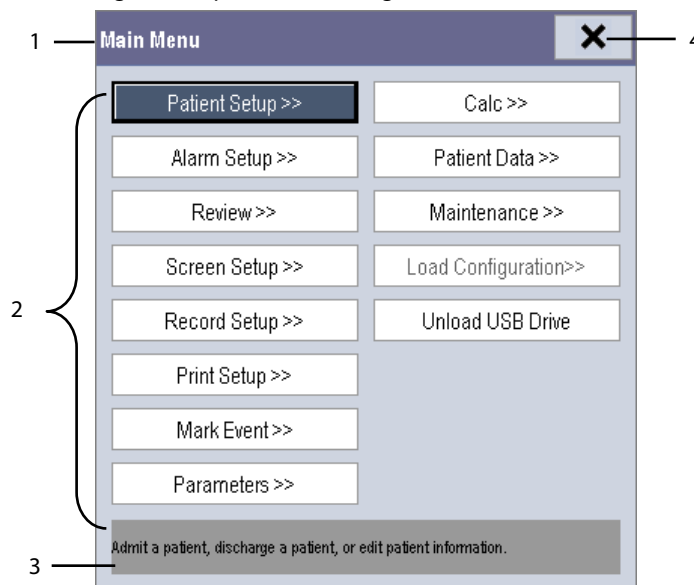 1 Main Menu 4
Patient Setup >> Calc >>
Alarm Setup >> Patient Data >>
Review >> Maintenance >>
Screen Setup >> Load Configuration>>
2
Record Setup >> Unload USB Drive
Print Setup >>
Mark Event >>
Parameters >>
Admit a patient, discharge a patient, or edit patient information.
3